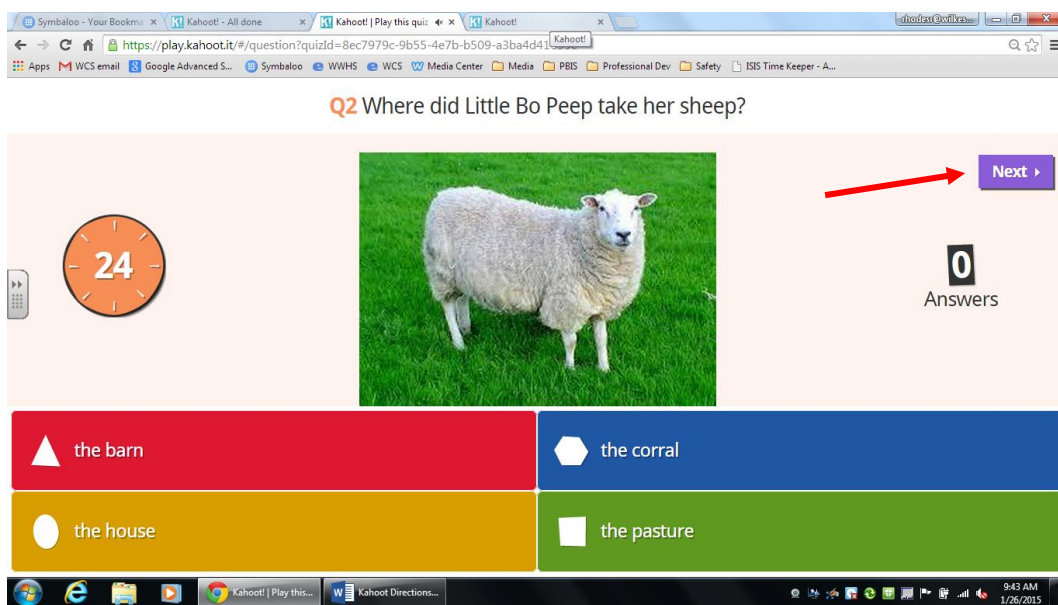 Symbaloo - Your Bookma
Kahoot! - All done
Kahoot! | Play this quiz
Kahoot!
https://play.kahoot.it/#/question?quizId=8ec7979c-9b55-4e7b-b509-a3ba4d41
Kahoot!
Apps
WCS email
Google Advanced S...
Symbaloo
WWHS
WCS
Media Center
Media
PBIS
Professional Dev
Safety
ISIS Time Keeper - A...
Q2 Where did Little Bo Peep take her sheep?
Next
24
0
Answers
the barn
the corral
the house
the pasture
Kahoot! | Play this...
Kahoot Directions...
9:43 AM
1/26/2015